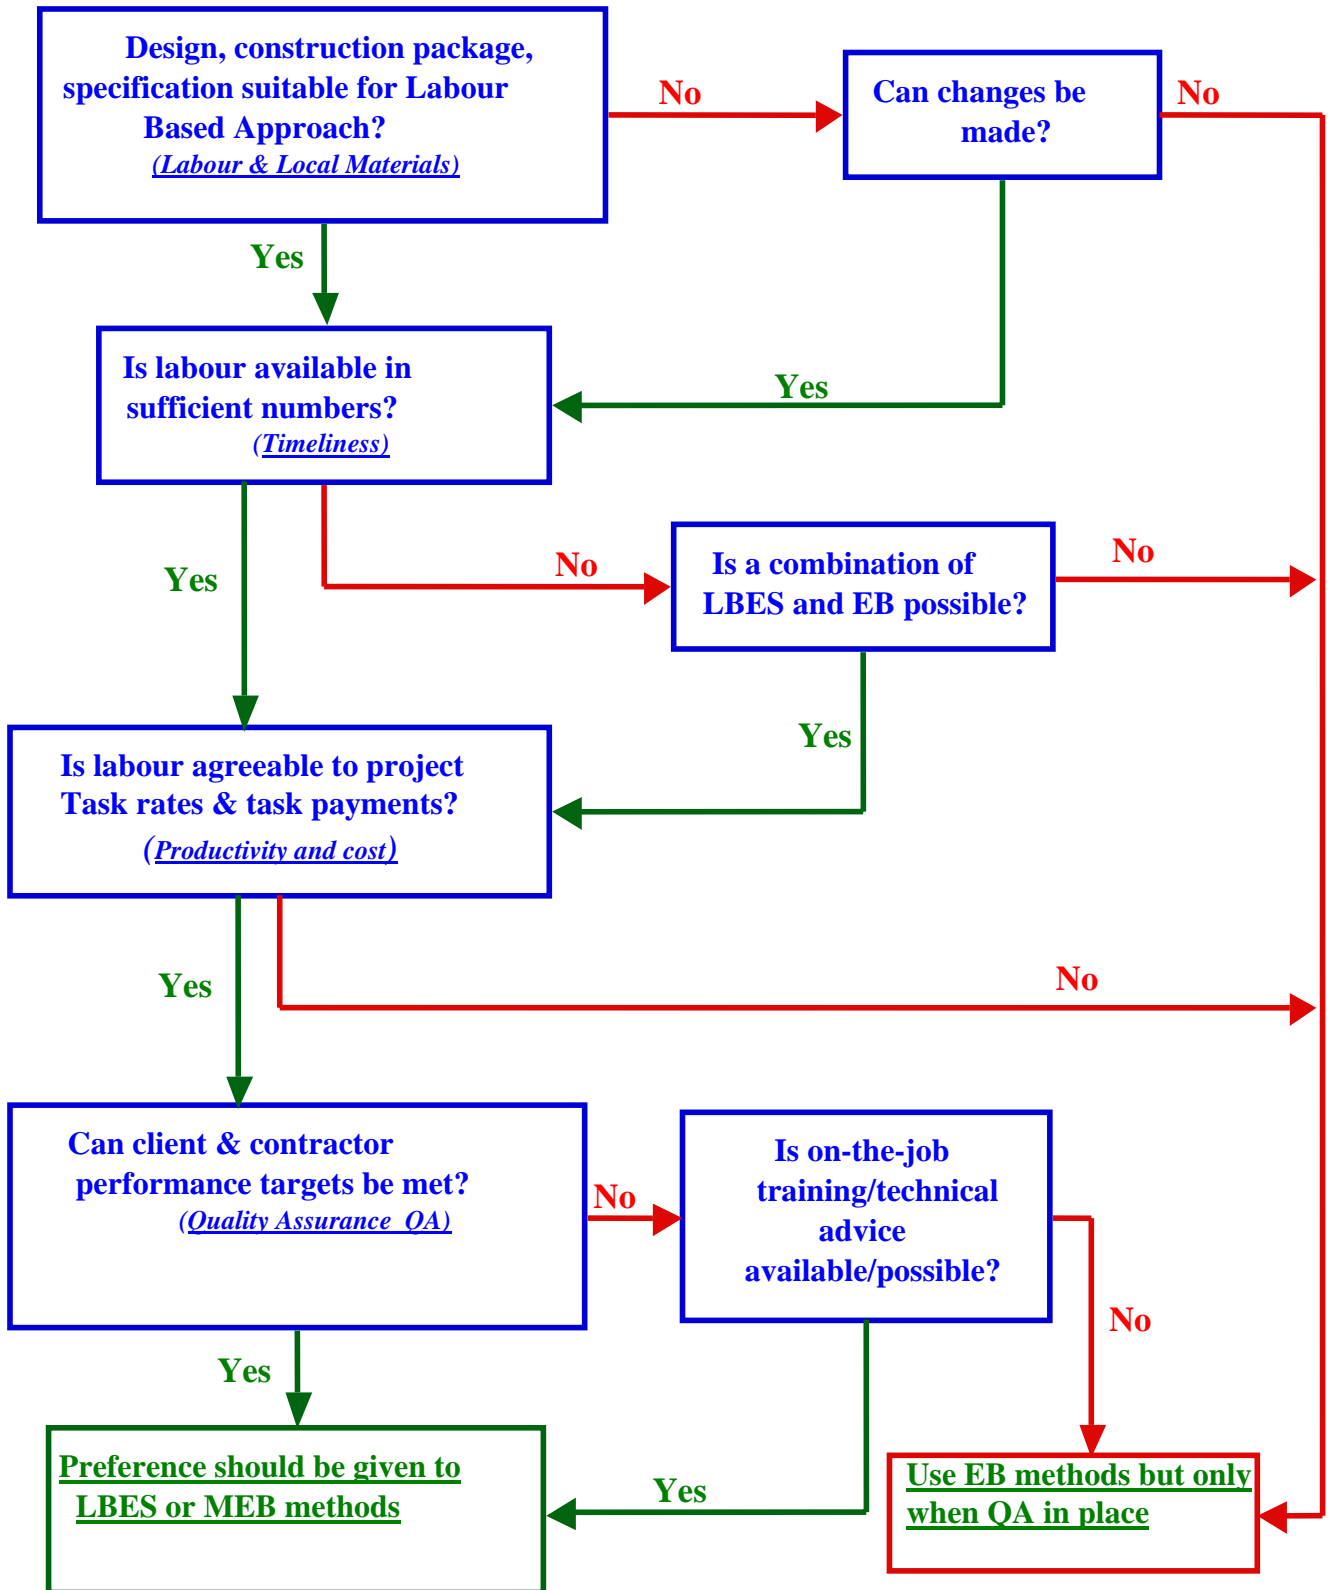 Design, construction package,
specification suitable for Labour
Based Approach?
(Labour & Local Materials)
No
Can changes be
made?
No
Yes
Is labour available in
sufficient numbers?
(Timeliness)
Yes
Yes
No
Is a combination of
LBES and EB possible?
No
Yes
Is labour agreeable to project
Task rates & task payments?
(Productivity and cost)
Yes
No
Can client & contractor
performance targets be met?
(Quality Assurance QA)
No
Is on-the-job
training/technical
advice
available/possible?
No
Yes
Preference should be given to
LBES or MEB methods
Yes
Use EB methods but only
when QA in place